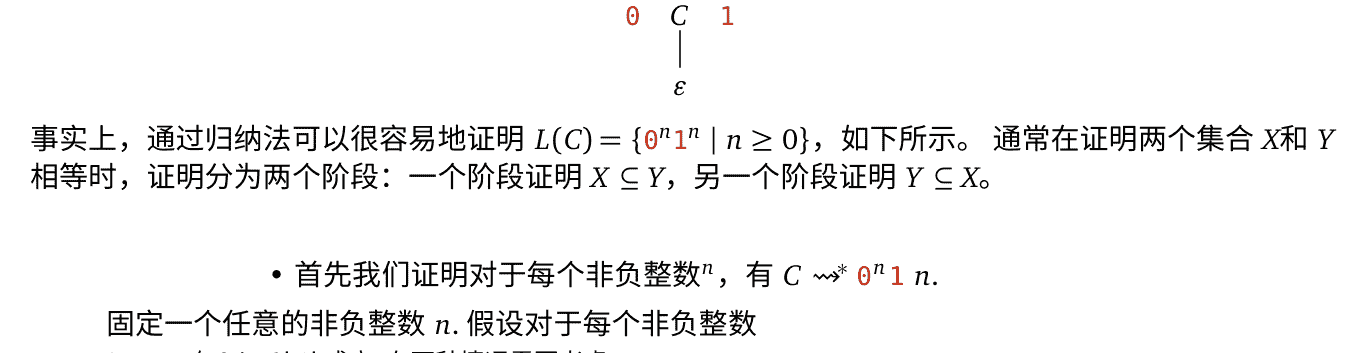 0 C 1
ε
事实上，通过归纳法可以很容易地证明 L(C) = {0ⁿ1ⁿ | n ≥ 0}，如下所示。 通常在证明两个集合 X和 Y
相等时，证明分为两个阶段：一个阶段证明 X ⊆ Y，另一个阶段证明 Y ⊆ X。
• 首先我们证明对于每个非负整数ⁿ，有 C ⇝* 0ⁿ1 n.
固定一个任意的非负整数 n. 假设对于每个非负整数